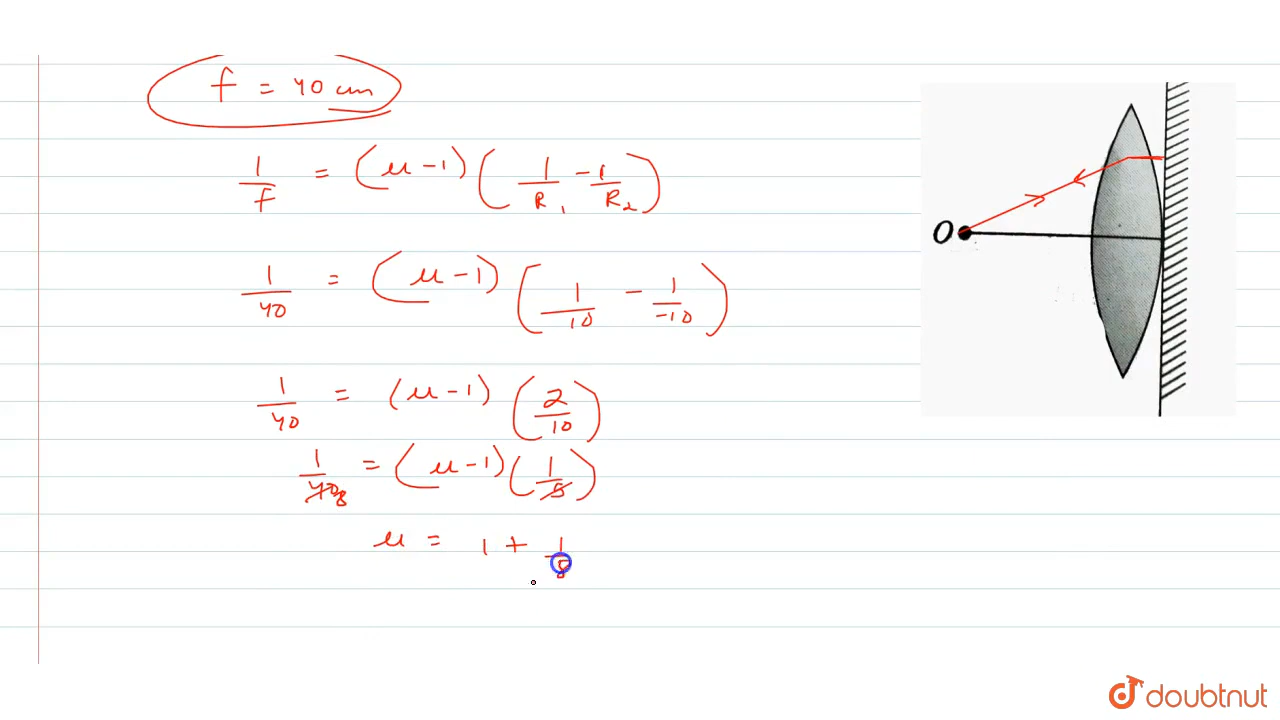 f = 40 cm
1/f = (μ-1)(1/R₁ - 1/R₂)
1/40 = (μ-1)(1/10 - 1/-10)
1/40 = (μ-1)(2/10)
1/40 8 = (μ-1)(1/5)
μ = 1 + 1/8
O
doubtnut